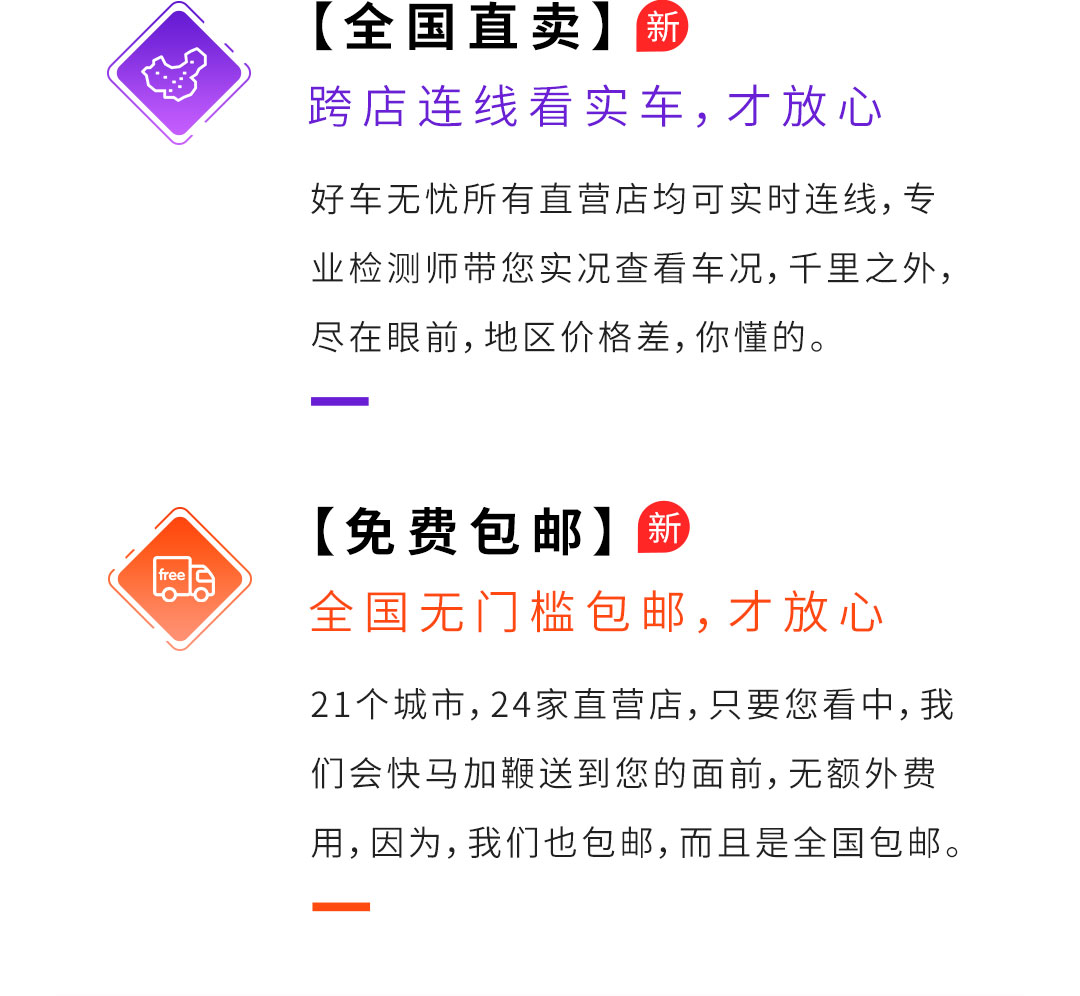 【全国直卖】 新
跨店连线看实车，才放心
好车无忧所有直营店均可实时连线，专
业检测师带您实况查看车况，千里之外，
尽在眼前，地区价格差，你懂的。
【免费包邮】 新
free
全国无门槛包邮，才放心
21个城市，24家直营店，只要您看中，我
们会快马加鞭送到您的面前，无额外费
用，因为，我们也包邮，而且是全国包邮。